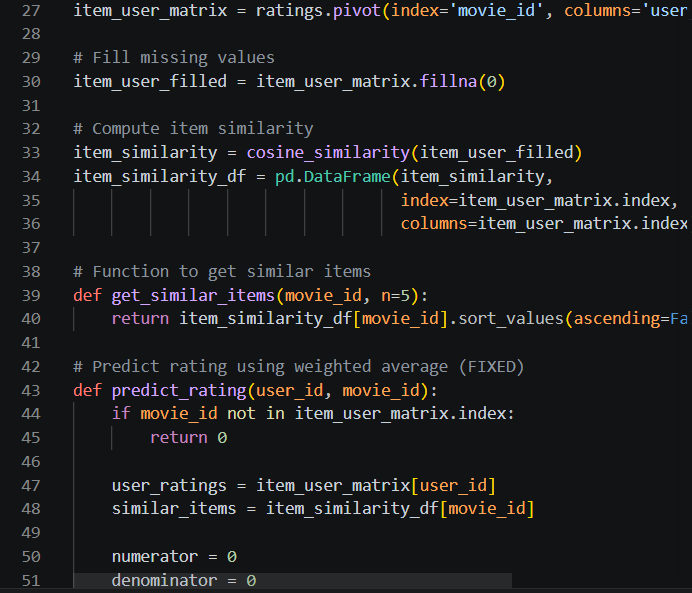 27 item_user_matrix = ratings.pivot(index='movie_id', columns='user
28
29 # Fill missing values
30 item_user_filled = item_user_matrix.fillna(0)
31
32 # Compute item similarity
33 item_similarity = cosine_similarity(item_user_filled)
34 item_similarity_df = pd.DataFrame(item_similarity,
35                                   index=item_user_matrix.index,
36                                   columns=item_user_matrix.index
37
38 # Function to get similar items
39 def get_similar_items(movie_id, n=5):
40     return item_similarity_df[movie_id].sort_values(ascending=Fa
41
42 # Predict rating using weighted average (FIXED)
43 def predict_rating(user_id, movie_id):
44     if movie_id not in item_user_matrix.index:
45         return 0
46
47     user_ratings = item_user_matrix[user_id]
48     similar_items = item_similarity_df[movie_id]
49
50     numerator = 0
51     denominator = 0